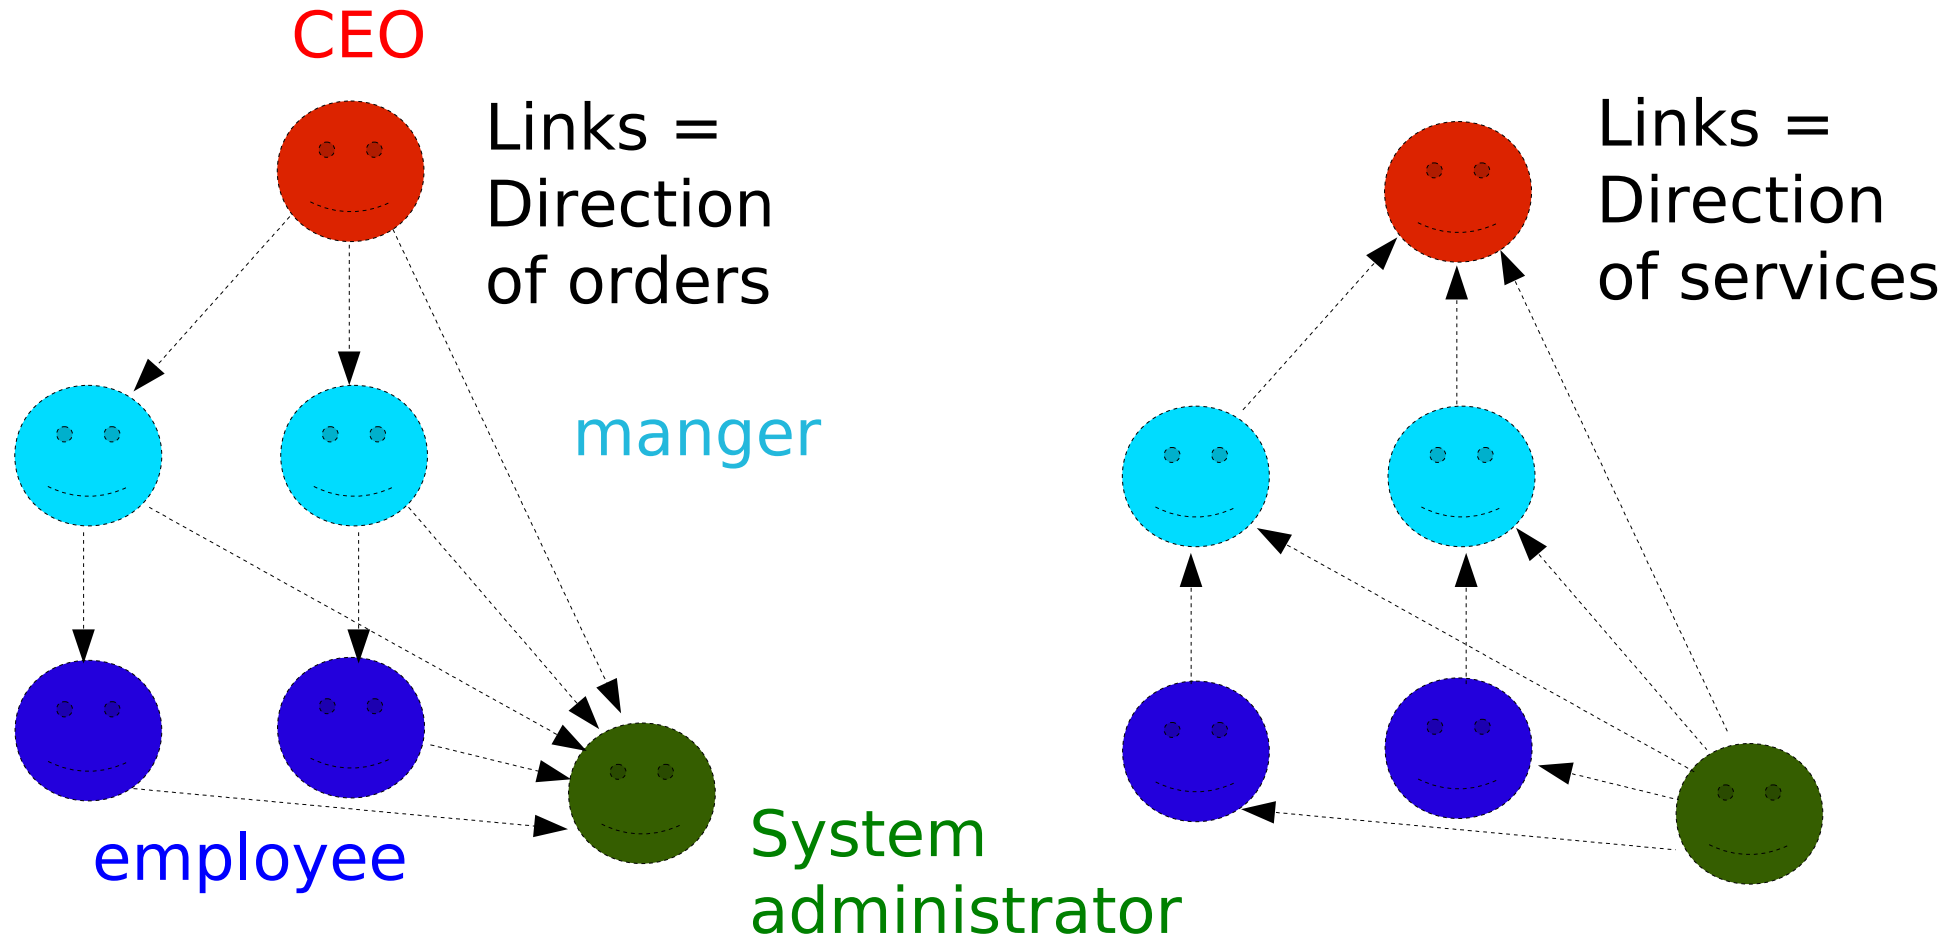 CEO
Links =
Direction
of orders
manger
employee
System
administrator
Links =
Direction
of services